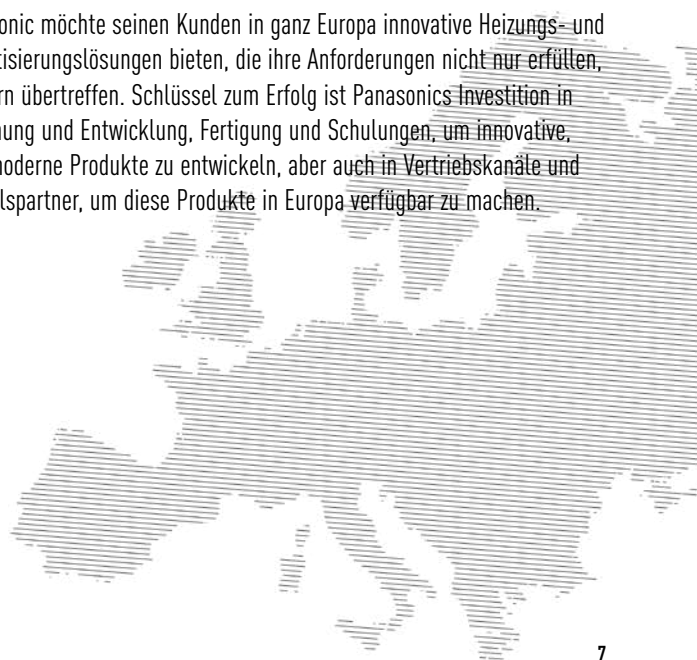 onic möchte seinen Kunden in ganz Europa innovative Heizungs- und
tisierungslösungen bieten, die ihre Anforderungen nicht nur erfüllen,
rn übertreffen. Schlüssel zum Erfolg ist Panasonics Investition in
nung und Entwicklung, Fertigung und Schulungen, um innovative,
noderne Produkte zu entwickeln, aber auch in Vertriebskanäle und
lspartner, um diese Produkte in Europa verfügbar zu machen.
7